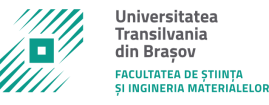 Universitatea
Transilvania
din Brașov
FACULTATEA DE ȘTIINȚA
ȘI INGINERIA MATERIALELOR